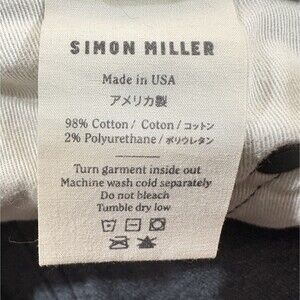 SIMON MILLER
Made in USA
アメリカ製
98% Cotton / Coton / コットン
2% Polyurethane / ポリウレタン
Turn garment inside out
Machine wash cold separately
Do not bleach
Tumble dry low